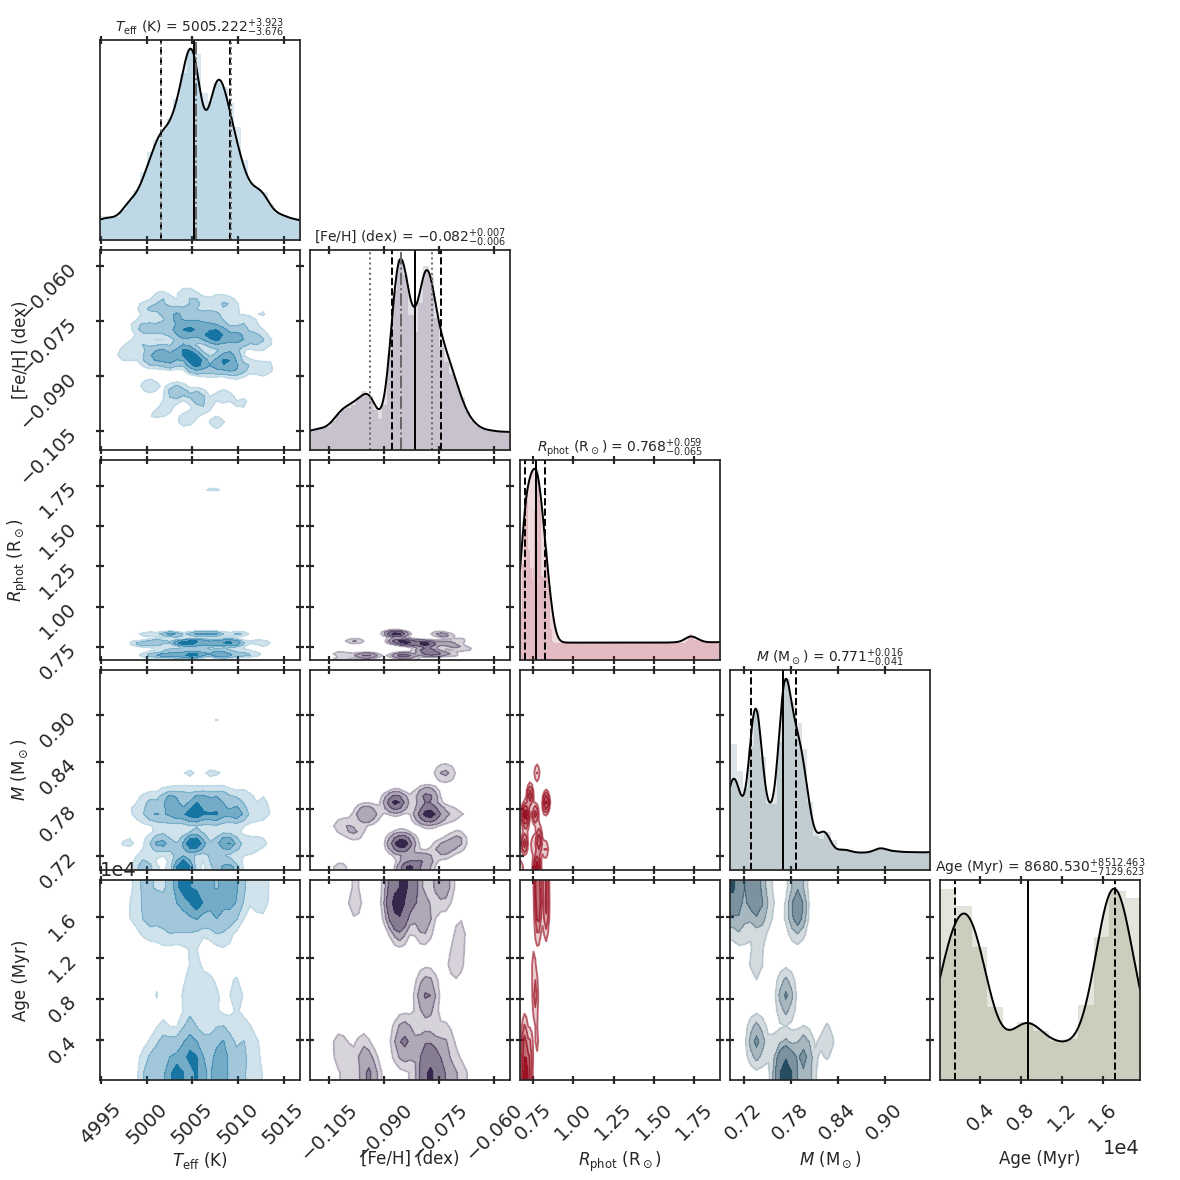 T_eff (K) = 5005.222^{+3.923}_{−3.676}
[Fe/H] (dex) = −0.082^{+0.007}_{−0.006}
−0.060
−0.075
−0.090
−0.105
[Fe/H] (dex)
R_phot (R_⊙) = 0.768^{+0.059}_{−0.065}
1.75
1.50
1.25
1.00
0.75
R_phot (R_⊙)
M (M_⊙) = 0.771^{+0.016}_{−0.041}
0.90
0.84
0.78
0.72
M (M_⊙)
1e4
Age (Myr) = 8680.530^{+8512.463}_{−7129.623}
1.6
1.2
0.8
0.4
Age (Myr)
4995 5000 5005 5010 5015
−0.105 −0.090 −0.075 −0.060
0.75 1.00 1.25 1.50 1.75
0.72 0.78 0.84 0.90
0.4 0.8 1.2 1.6
1e4
T_eff (K)
[Fe/H] (dex)
R_phot (R_⊙)
M (M_⊙)
Age (Myr)